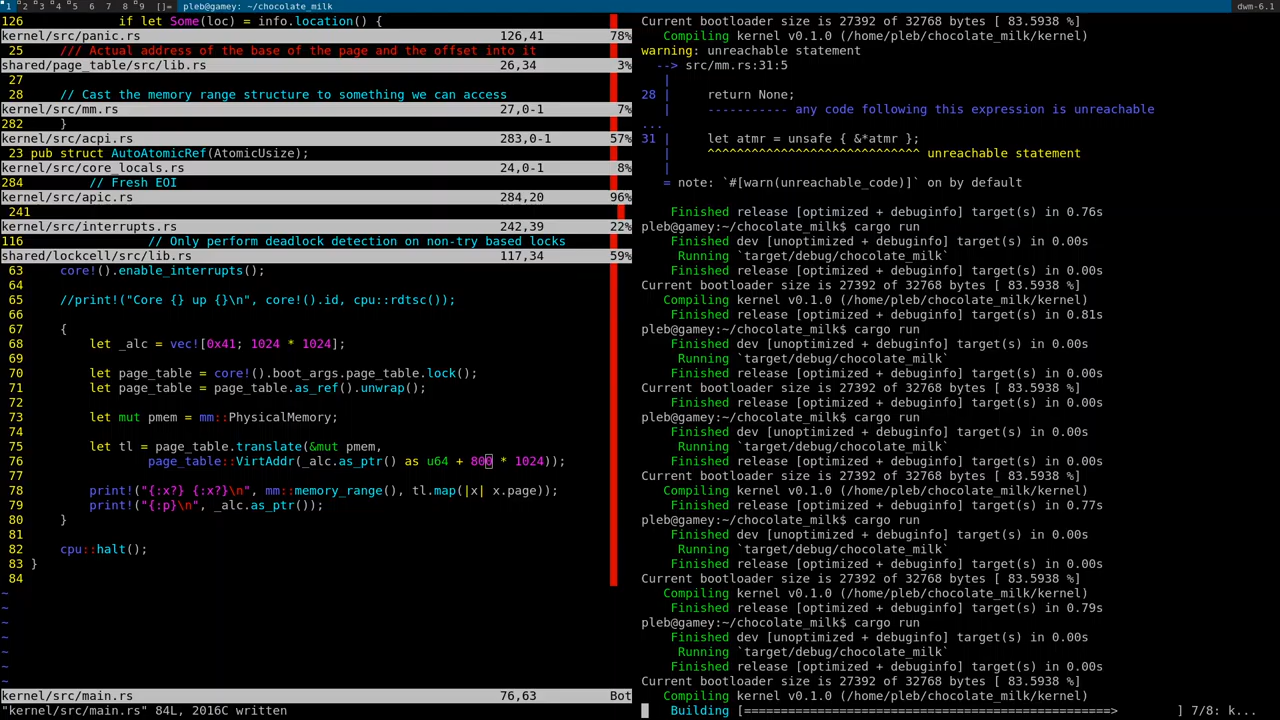 1 2 3 4 5 6 7 8 9 []= pleb@gamey: ~/chocolate_milk dwm-6.1
126             if let Some(loc) = info.location() {
kernel/src/panic.rs 126,41 78%
25     /// Actual address of the base of the page and the offset into it
shared/page_table/src/lib.rs 26,34 3%
27
28     // Cast the memory range structure to something we can access
kernel/src/mm.rs 27,0-1 7%
282     }
kernel/src/acpi.rs 283,0-1 57%
23 pub struct AutoAtomicRef(AtomicUsize);
kernel/src/core_locals.rs 24,0-1 8%
284         // Fresh EOI
kernel/src/apic.rs 284,20 96%
241
kernel/src/interrupts.rs 242,39 22%
116                 // Only perform deadlock detection on non-try based locks
shared/lockcell/src/lib.rs 117,34 59%
63     core!().enable_interrupts();
64
65     //print!("Core {} up {}\n", core!().id, cpu::rdtsc());
66
67     {
68         let _alc = vec![0x41; 1024 * 1024];
69
70         let page_table = core!().boot_args.page_table.lock();
71         let page_table = page_table.as_ref().unwrap();
72
73         let mut pmem = mm::PhysicalMemory;
74
75         let tl = page_table.translate(&mut pmem,
76                 page_table::VirtAddr(_alc.as_ptr() as u64 + 800 * 1024));
77
78         print!("{:x?} {:x?}\n", mm::memory_range(), tl.map(|x| x.page));
79         print!("{:p}\n", _alc.as_ptr());
80     }
81
82     cpu::halt();
83 }
84
~
~
~
~
~
~
~
kernel/src/main.rs 76,63 Bot
"kernel/src/main.rs" 84L, 2016C written
Current bootloader size is 27392 of 32768 bytes [ 83.5938 %]
   Compiling kernel v0.1.0 (/home/pleb/chocolate_milk/kernel)
warning: unreachable statement
  --> src/mm.rs:31:5
   |
28 |     return None;
   |     ----------- any code following this expression is unreachable
...
31 |     let atmr = unsafe { &*atmr };
   |     ^^^^^^^^^^^^^^^^^^^^^^^^^^^^^ unreachable statement
   |
   = note: `#[warn(unreachable_code)]` on by default
    Finished release [optimized + debuginfo] target(s) in 0.76s
pleb@gamey:~/chocolate_milk$ cargo run
    Finished dev [unoptimized + debuginfo] target(s) in 0.00s
     Running `target/debug/chocolate_milk`
    Finished release [optimized + debuginfo] target(s) in 0.00s
Current bootloader size is 27392 of 32768 bytes [ 83.5938 %]
   Compiling kernel v0.1.0 (/home/pleb/chocolate_milk/kernel)
    Finished release [optimized + debuginfo] target(s) in 0.81s
pleb@gamey:~/chocolate_milk$ cargo run
    Finished dev [unoptimized + debuginfo] target(s) in 0.00s
     Running `target/debug/chocolate_milk`
    Finished release [optimized + debuginfo] target(s) in 0.00s
Current bootloader size is 27392 of 32768 bytes [ 83.5938 %]
pleb@gamey:~/chocolate_milk$ cargo run
    Finished dev [unoptimized + debuginfo] target(s) in 0.00s
     Running `target/debug/chocolate_milk`
    Finished release [optimized + debuginfo] target(s) in 0.00s
Current bootloader size is 27392 of 32768 bytes [ 83.5938 %]
   Compiling kernel v0.1.0 (/home/pleb/chocolate_milk/kernel)
    Finished release [optimized + debuginfo] target(s) in 0.77s
pleb@gamey:~/chocolate_milk$ cargo run
    Finished dev [unoptimized + debuginfo] target(s) in 0.00s
     Running `target/debug/chocolate_milk`
    Finished release [optimized + debuginfo] target(s) in 0.00s
Current bootloader size is 27392 of 32768 bytes [ 83.5938 %]
   Compiling kernel v0.1.0 (/home/pleb/chocolate_milk/kernel)
    Finished release [optimized + debuginfo] target(s) in 0.79s
pleb@gamey:~/chocolate_milk$ cargo run
    Finished dev [unoptimized + debuginfo] target(s) in 0.00s
     Running `target/debug/chocolate_milk`
    Finished release [optimized + debuginfo] target(s) in 0.00s
Current bootloader size is 27392 of 32768 bytes [ 83.5938 %]
   Compiling kernel v0.1.0 (/home/pleb/chocolate_milk/kernel)
    Building [==================================================>        ] 7/8: k...